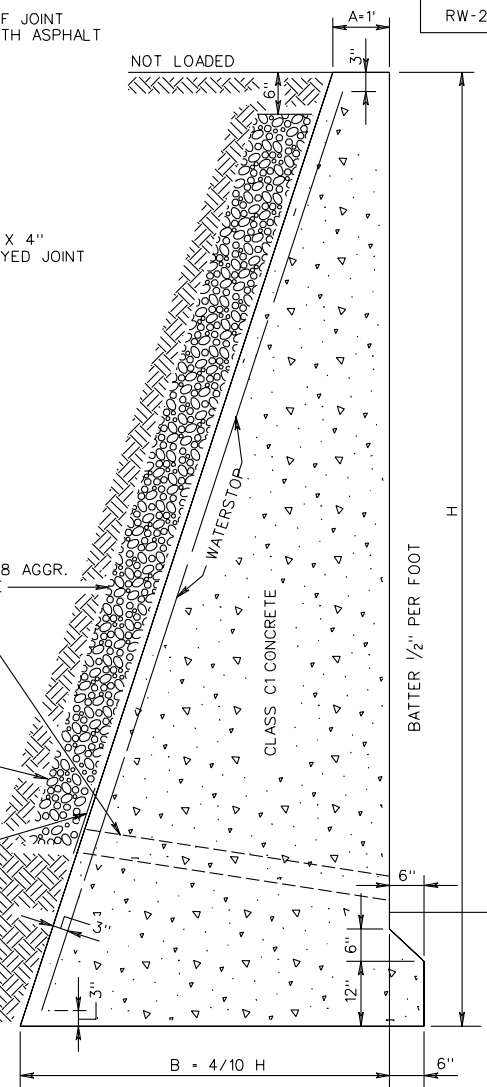 F JOINT
TH ASPHALT
A=1'
RW-2
NOT LOADED
3"
6"
X 4"
YED JOINT
H
WATERSTOP
8 AGGR.
CLASS C1 CONCRETE
BATTER 1/2" PER FOOT
6"
3"
6"
3"
12"
B = 4/10 H
6"